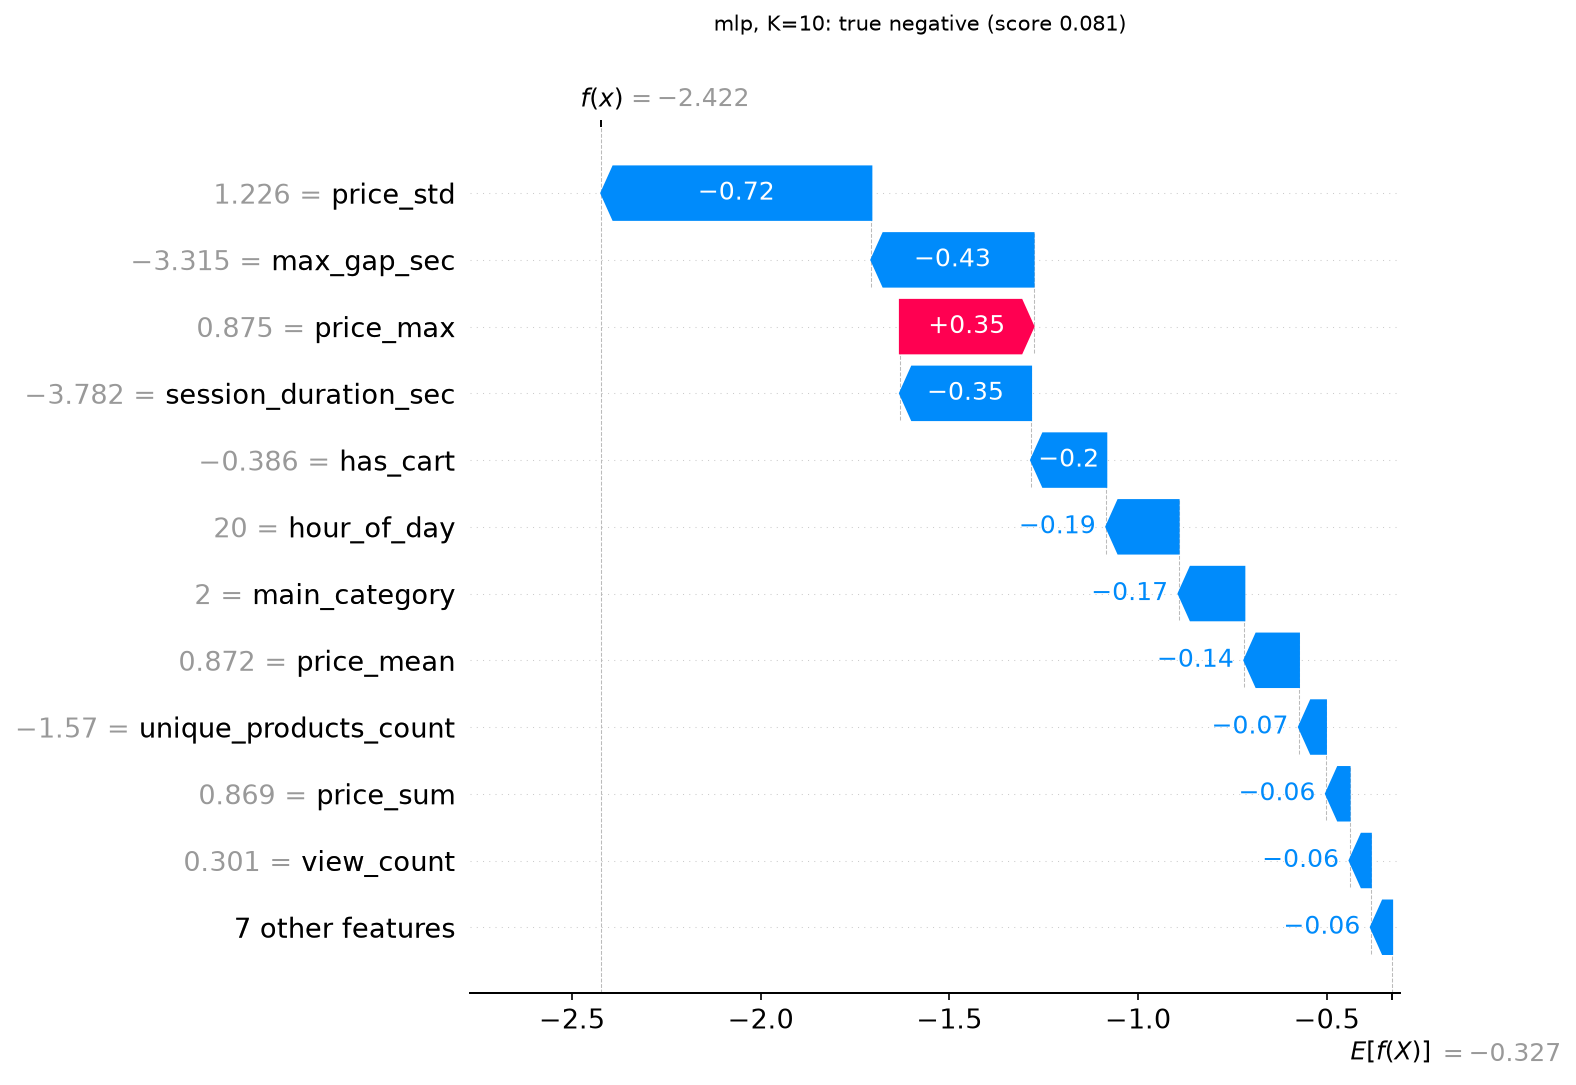 mlp, K=10: true negative (score 0.081)
f(x) = −2.422
1.226 = price_std −0.72
−3.315 = max_gap_sec −0.43
0.875 = price_max +0.35
−3.782 = session_duration_sec −0.35
−0.386 = has_cart −0.2
20 = hour_of_day −0.19
2 = main_category −0.17
0.872 = price_mean −0.14
−1.57 = unique_products_count −0.07
0.869 = price_sum −0.06
0.301 = view_count −0.06
7 other features −0.06
−2.5 −2.0 −1.5 −1.0 −0.5
E[f(X)] = −0.327